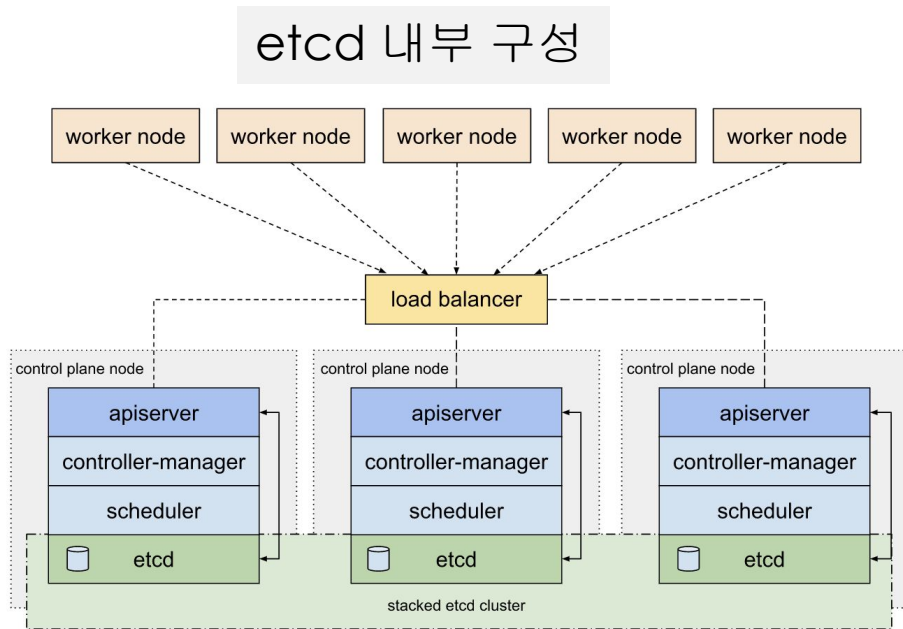 etcd 내부 구성
worker node
worker node
worker node
worker node
worker node
load balancer
control plane node
apiserver
controller-manager
scheduler
etcd
control plane node
apiserver
controller-manager
scheduler
etcd
control plane node
apiserver
controller-manager
scheduler
etcd
stacked etcd cluster